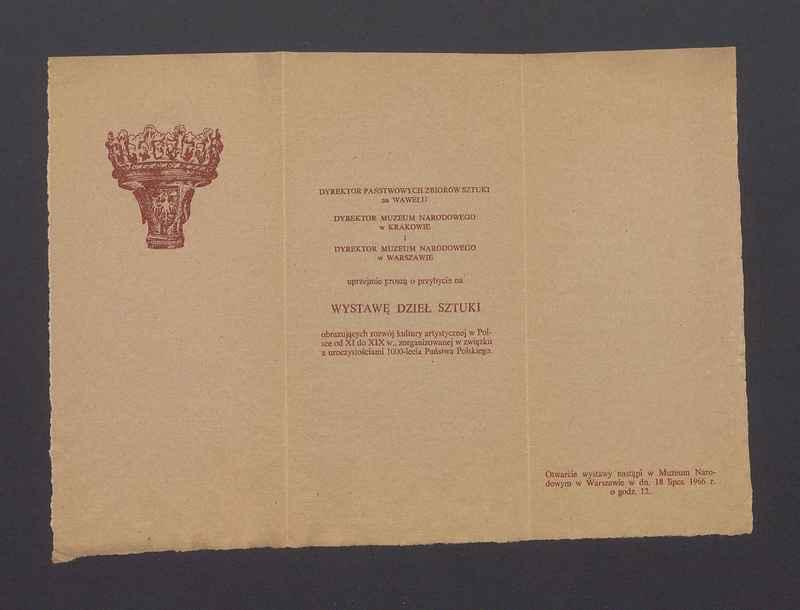 DYREKTOR PAŃSTWOWYCH ZBIORÓW SZTUKI
na WAWELU
DYREKTOR MUZEUM NARODOWEGO
w KRAKOWIE
i
DYREKTOR MUZEUM NARODOWEGO
w WARSZAWIE
uprzejmie proszą o przybycie na
WYSTAWĘ DZIEŁ SZTUKI
obrazujących rozwój kultury artystycznej w Pol-
sce od XI do XIX w., zorganizowanej w związku
z uroczystościami 1000-lecia Państwa Polskiego.
Otwarcie wystawy nastąpi w Muzeum Naro-
dowym w Warszawie w dn. 18 lipca 1966 r.
o godz. 12.